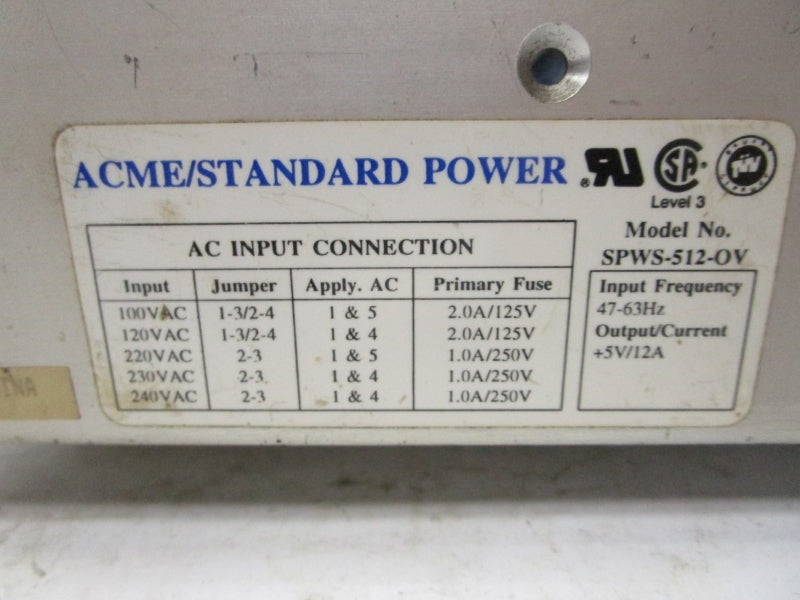 ACME/STANDARD POWER
Level 3
Model No.
SPWS-512-OV
AC INPUT CONNECTION
Input Jumper Apply. AC Primary Fuse
100VAC 1-3/2-4 1 & 5 2.0A/125V
120VAC 1-3/2-4 1 & 4 2.0A/125V
220VAC 2-3 1 & 5 1.0A/250V
230VAC 2-3 1 & 4 1.0A/250V
240VAC 2-3 1 & 4 1.0A/250V
Input Frequency
47-63Hz
Output/Current
+5V/12A
INA